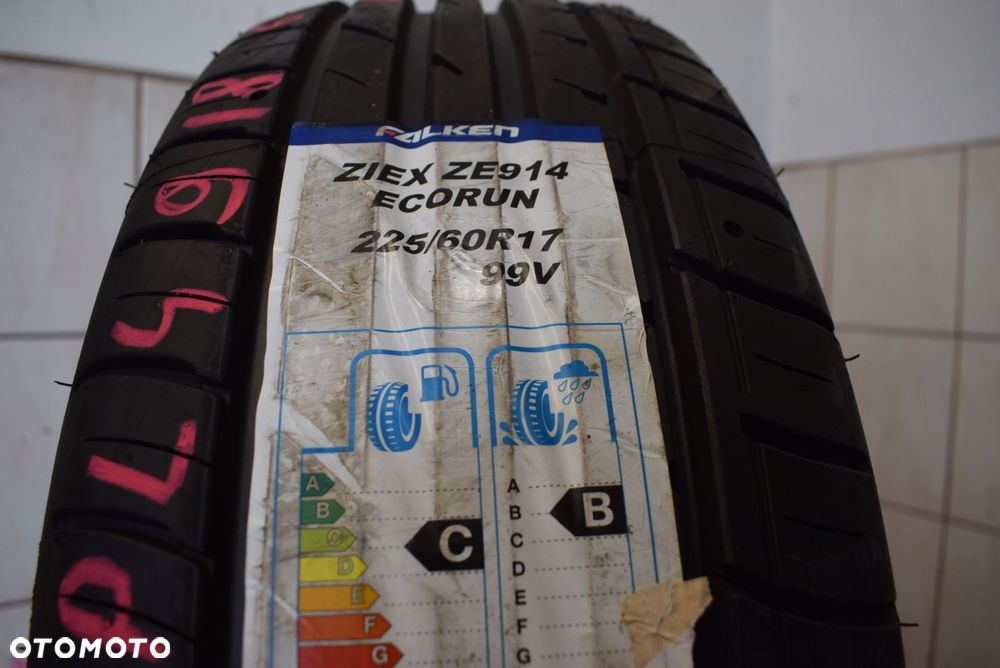 FALKEN
ZIEX ZE914
ECORUN
225/60R17
99V
A
B
C
D
E
F
G
C
A
B
C
D
E
F
G
B
OTOMOTO